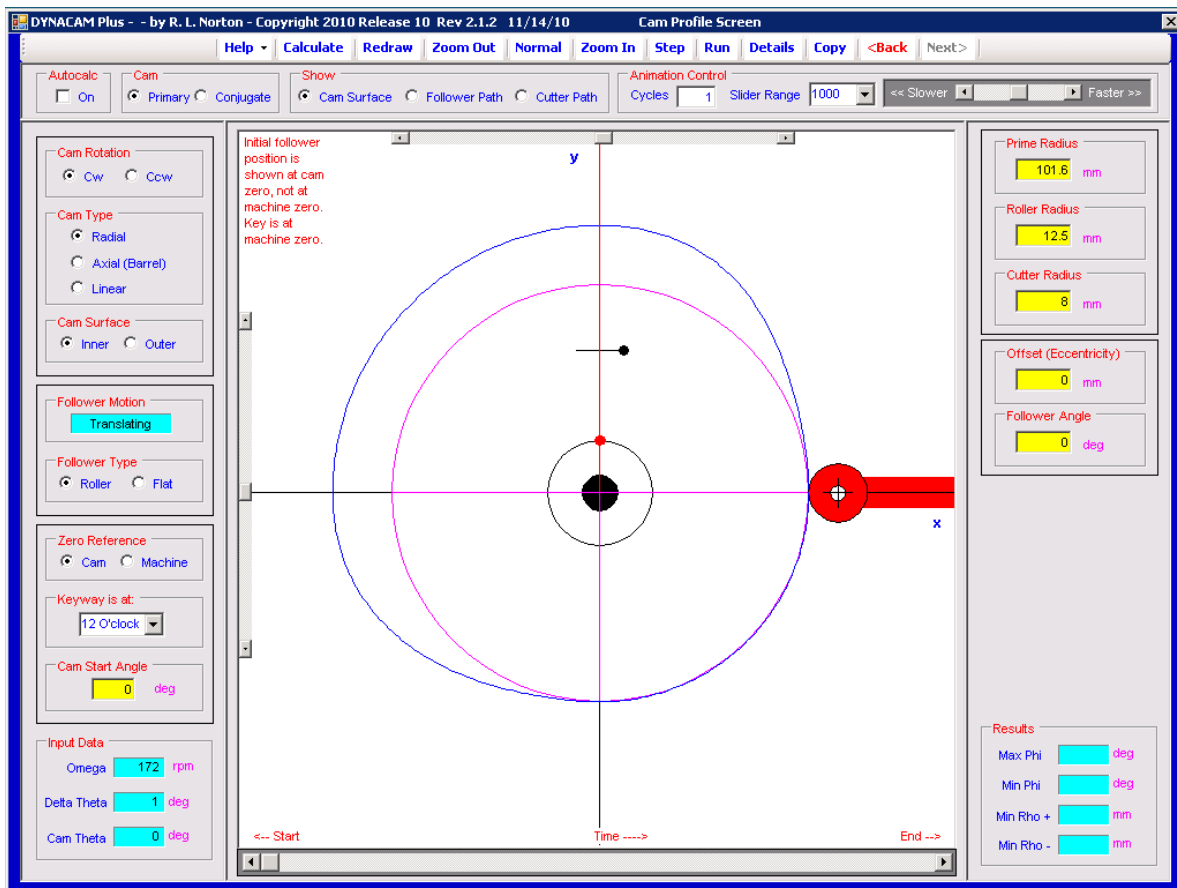 DYNACAM Plus - - by R. L. Norton - Copyright 2010 Release 10 Rev 2.1.2 11/14/10 Cam Profile Screen
Help Calculate Redraw Zoom Out Normal Zoom In Step Run Details Copy <Back Next>
Autocalc
On
Cam
Primary Conjugate
Show
Cam Surface Follower Path Cutter Path
Animation Control
Cycles 1 Slider Range 1000 << Slower Faster >>
Cam Rotation
Cw Ccw
Cam Type
Radial
Axial (Barrel)
Linear
Cam Surface
Inner Outer
Follower Motion
Translating
Follower Type
Roller Flat
Zero Reference
Cam Machine
Keyway is at:
12 O'clock
Cam Start Angle
0 deg
Input Data
Omega 172 rpm
Delta Theta 1 deg
Cam Theta 0 deg
Initial follower
position is
shown at cam
zero, not at
machine zero.
Key is at
machine zero.
y
x
<-- Start Time ----> End -->
Prime Radius
101.6 mm
Roller Radius
12.5 mm
Cutter Radius
8 mm
Offset (Eccentricity)
0 mm
Follower Angle
0 deg
Results
Max Phi deg
Min Phi deg
Min Rho + mm
Min Rho - mm